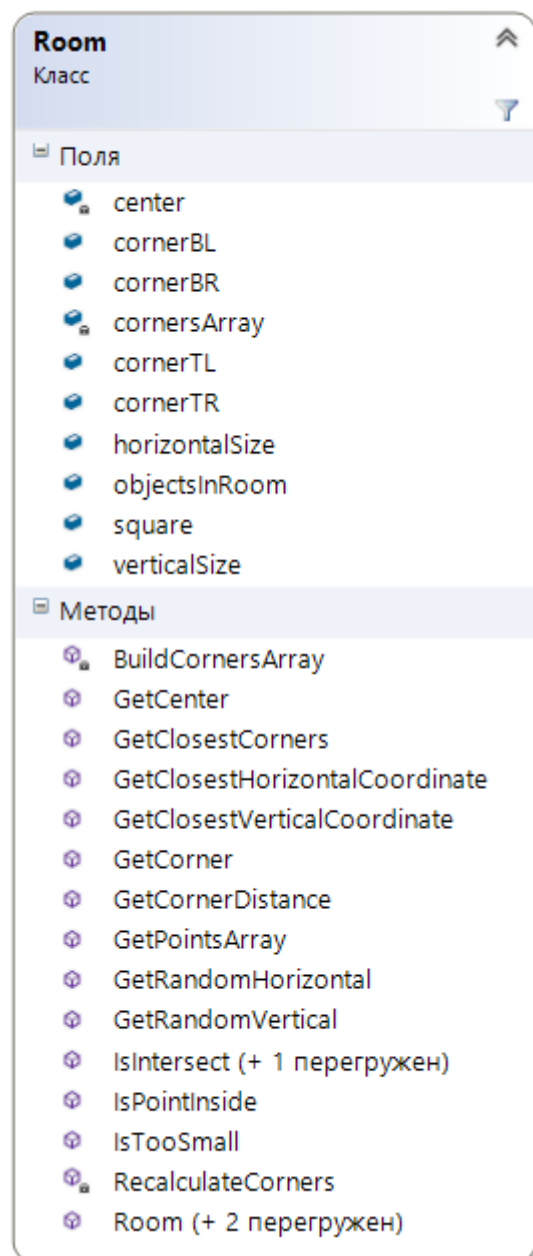 Room
Класс
Поля
center
cornerBL
cornerBR
cornersArray
cornerTL
cornerTR
horizontalSize
objectsInRoom
square
verticalSize
Методы
BuildCornersArray
GetCenter
GetClosestCorners
GetClosestHorizontalCoordinate
GetClosestVerticalCoordinate
GetCorner
GetCornerDistance
GetPointsArray
GetRandomHorizontal
GetRandomVertical
IsIntersect (+ 1 перегружен)
IsPointInside
IsTooSmall
RecalculateCorners
Room (+ 2 перегружен)